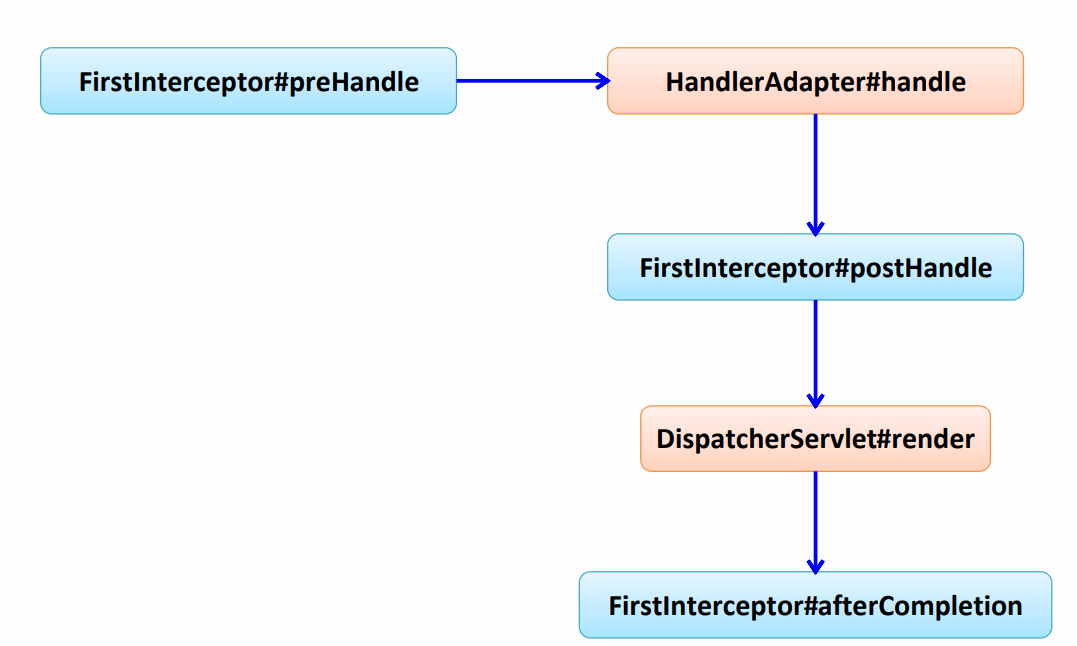 FirstInterceptor#preHandle
HandlerAdapter#handle
FirstInterceptor#postHandle
DispatcherServlet#render
FirstInterceptor#afterCompletion